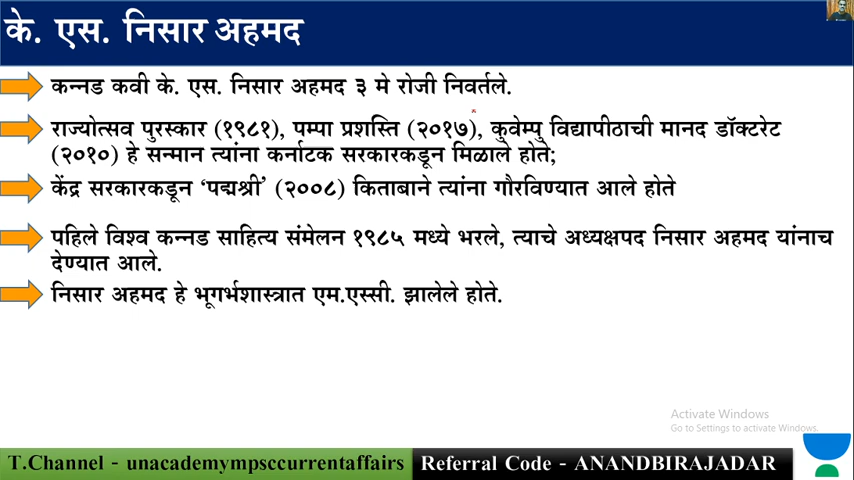 के. एस. निसार अहमद
कन्नड कवी के. एस. निसार अहमद ३ मे रोजी निवर्तले.
राज्योत्सव पुरस्कार (१९८१), पम्पा प्रशस्ति (२०१७), कुवेम्पु विद्यापीठाची मानद डॉक्टरेट
(२०१०) हे सन्मान त्यांना कर्नाटक सरकारकडून मिळाले होते;
केंद्र सरकारकडून ‘पद्मश्री’ (२००८) किताबाने त्यांना गौरविण्यात आले होते
पहिले विश्व कन्नड साहित्य संमेलन १९८५ मध्ये भरले, त्याचे अध्यक्षपद निसार अहमद यांनाच
देण्यात आले.
निसार अहमद हे भूगर्भशास्त्रात एम.एस्सी. झालेले होते.
Activate Windows
Go to Settings to activate Windows.
T.Channel - unacademympsccurrentaffairs
Referral Code - ANANDBIRAJADAR